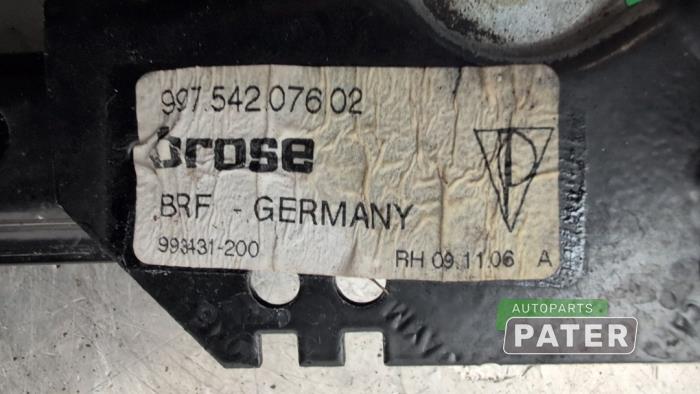 997.542.076.02
brose
BRF. - GERMANY
993431-200
RH 09.11.06 A
AUTOPARTS
PATER